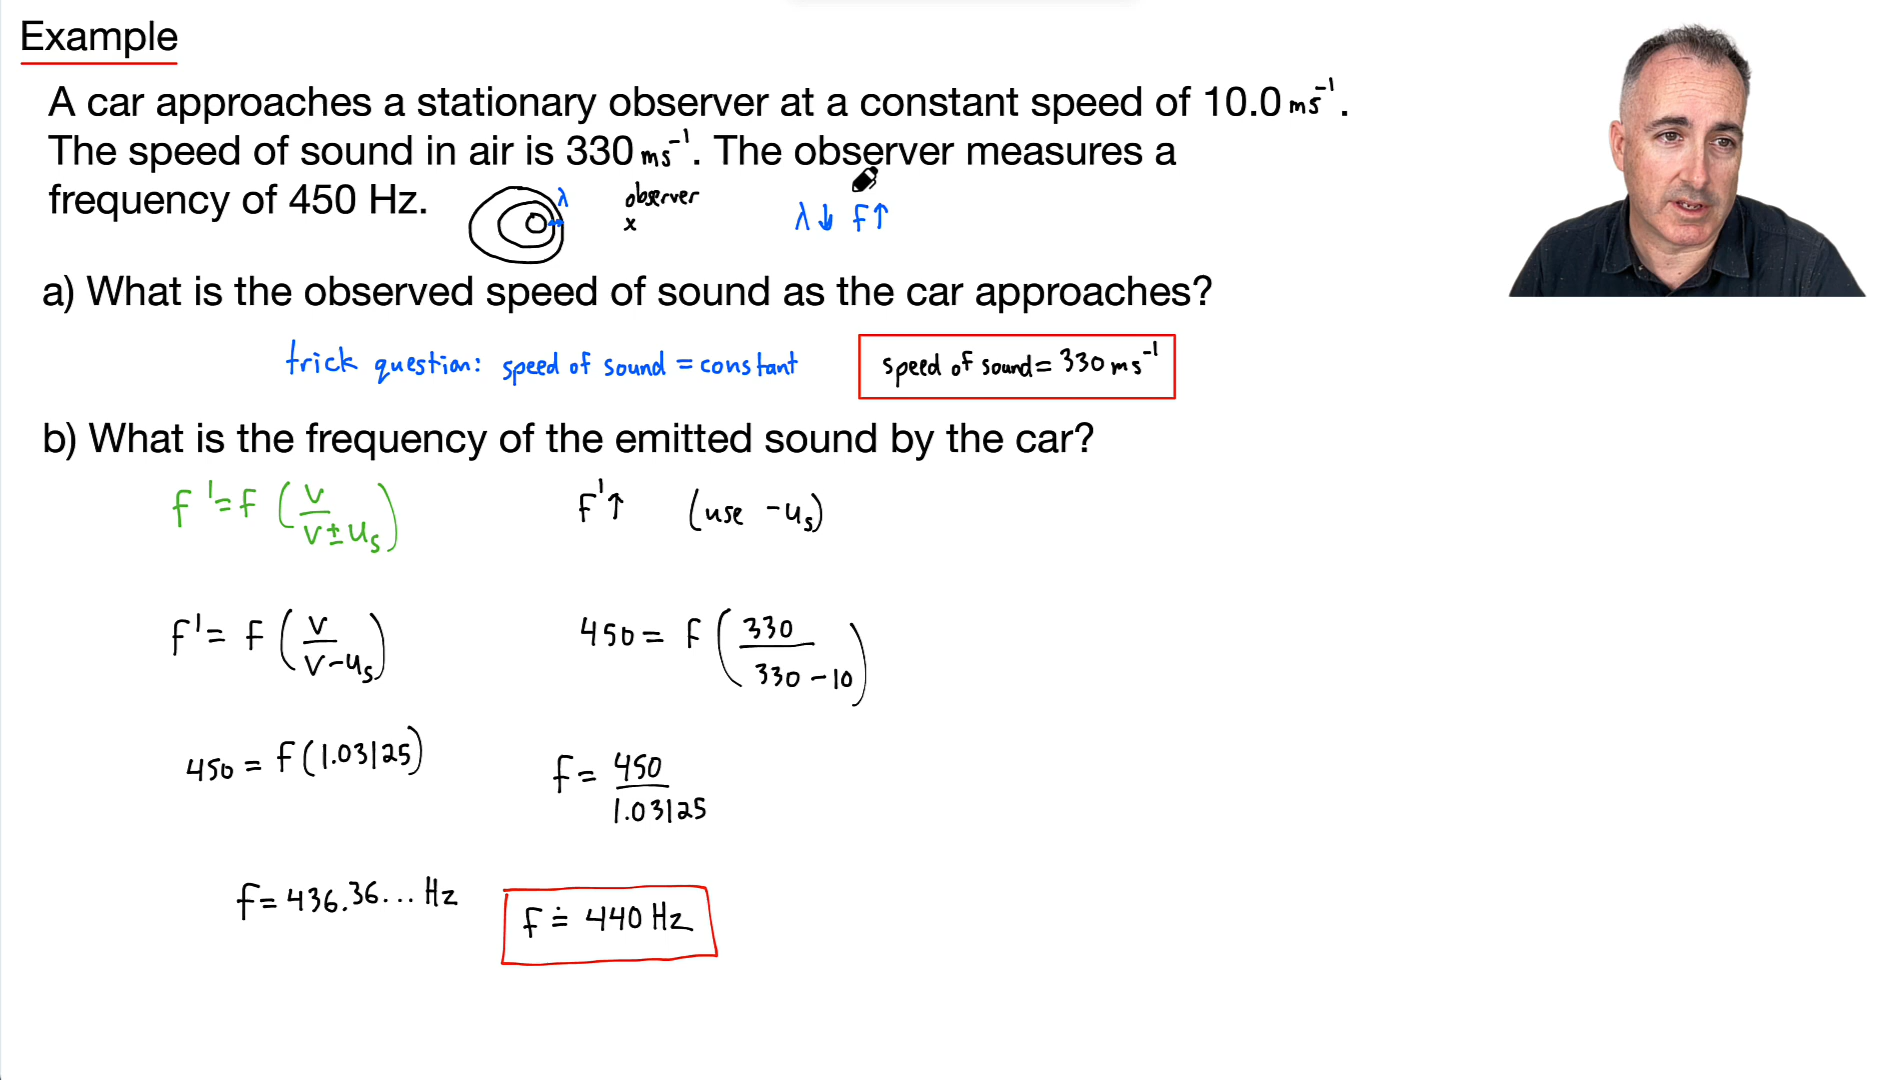 Example
A car approaches a stationary observer at a constant speed of 10.0 ms⁻¹.
The speed of sound in air is 330 ms⁻¹. The observer measures a
frequency of 450 Hz.
λ
observer
x
λ↓ f↑
a) What is the observed speed of sound as the car approaches?
trick question: speed of sound = constant
speed of sound = 330 ms⁻¹
b) What is the frequency of the emitted sound by the car?
f' = f (v / v ± uₛ)
f'↑ (use -uₛ)
f' = f (v / v - uₛ)
450 = f (330 / 330 - 10)
450 = f (1.03125)
f = 450 / 1.03125
f = 436.36... Hz
f ≐ 440 Hz